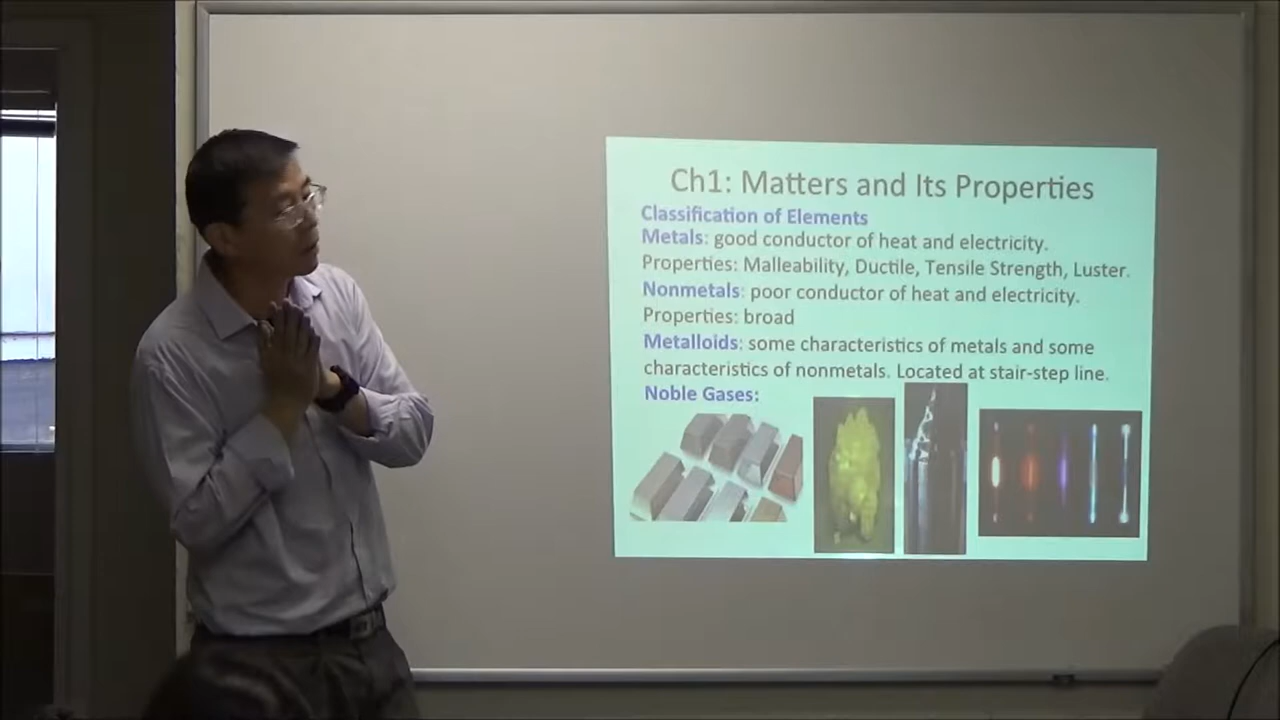 Ch1: Matters and Its Properties
Classification of Elements
Metals: good conductor of heat and electricity.
Properties: Malleability, Ductile, Tensile Strength, Luster.
Nonmetals: poor conductor of heat and electricity.
Properties: broad
Metalloids: some characteristics of metals and some
characteristics of nonmetals. Located at stair-step line.
Noble Gases: